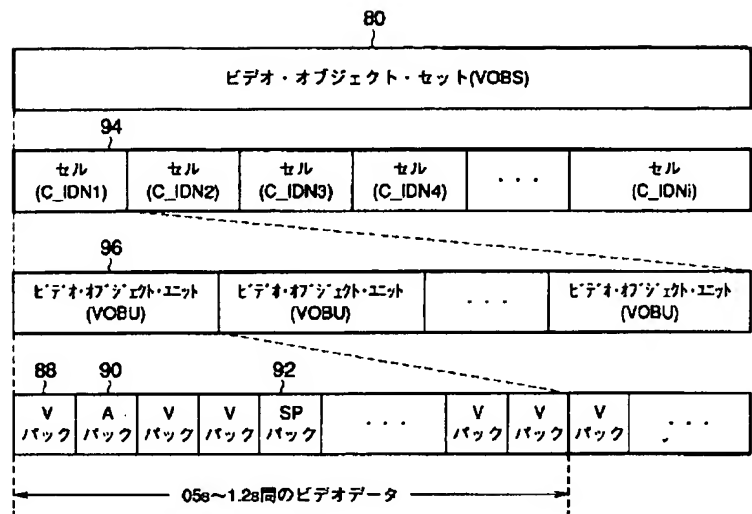 80
ビデオ・オブジェクト・セット(VOBS)
94
セル セル セル セル セル
(C_IDN1) (C_IDN2) (C_IDN3) (C_IDN4) ・・・ (C_IDNi)
96
ビデオ・オブジェクト・ユニット ビデオ・オブジェクト・ユニット ビデオ・オブジェクト・ユニット
(VOBU) (VOBU) ・・・ (VOBU)
88 90 92
V A V V SP V V V
パック パック パック パック パック ・・・ パック パック パック ・・・
05s～1.2s間のビデオデータ